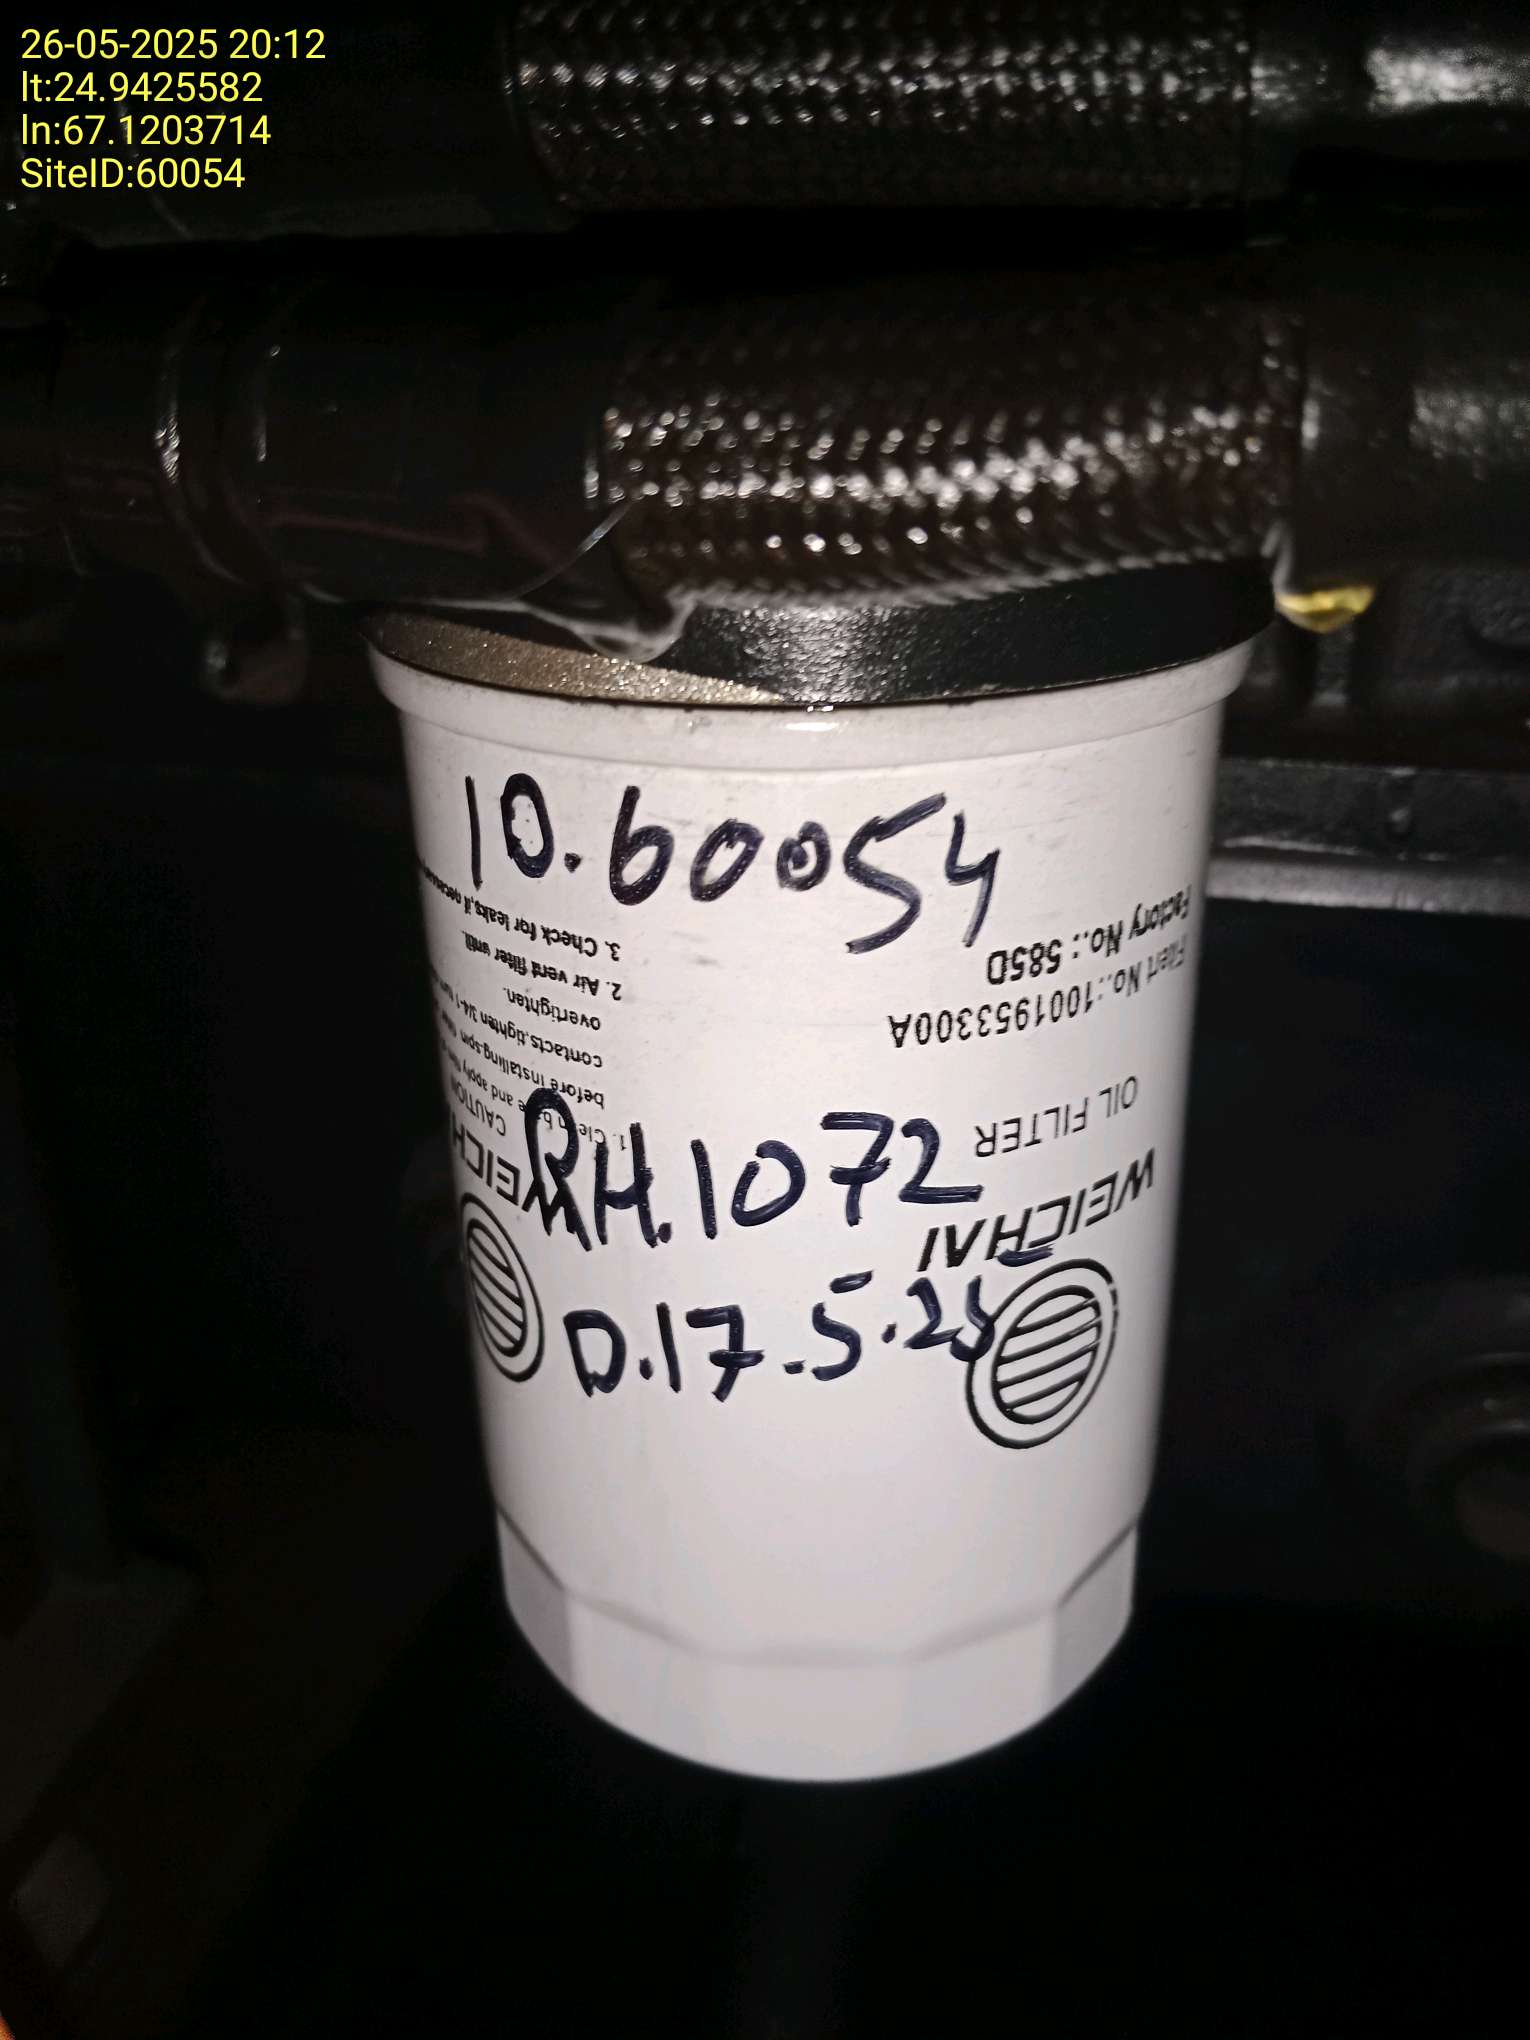 26-05-2025 20:12
lt:24.9425582
ln:67.1203714
SiteID:60054
10.60054
RH.1072
D.17.5.25
WEICHAI
OIL FILTER
No.:1001953300A
Factory No.: 585D
CAUTION
before installing.spin
contacts,tighten 3/4-1 turn
overtighten.
2. Air vent filter until
3. Check for leaks,if necessary